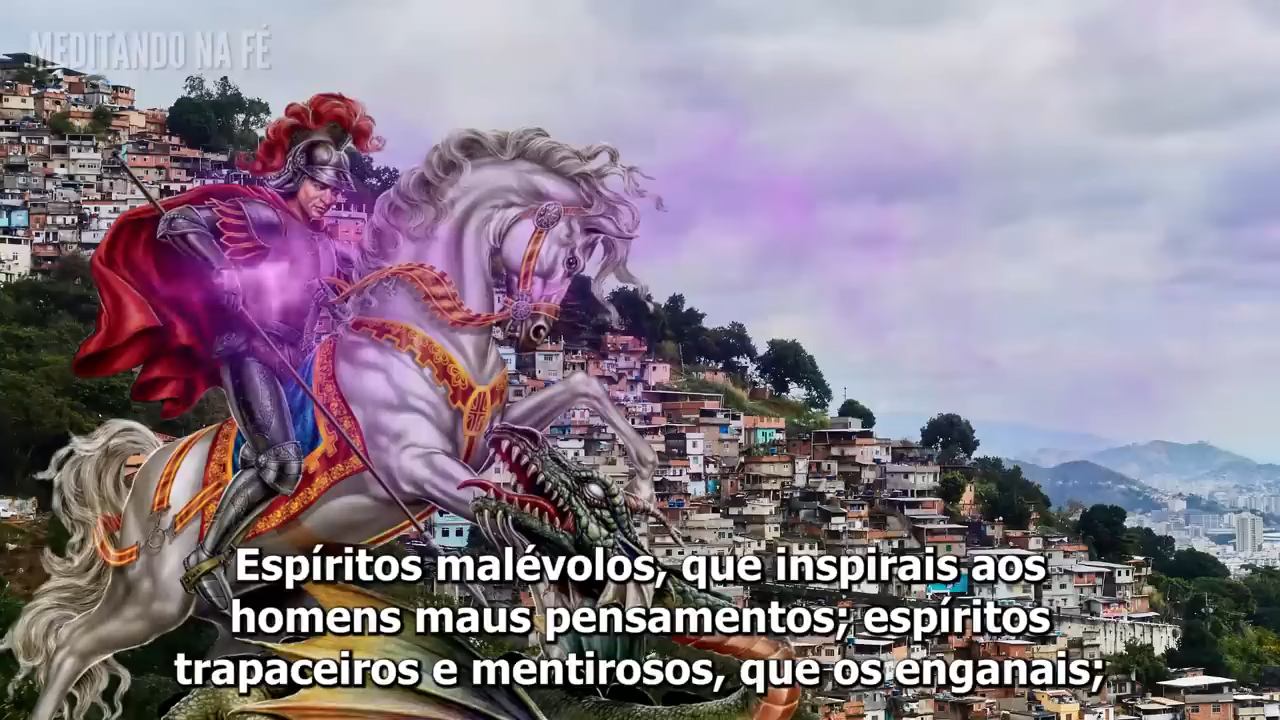 MEDITANDO NA FÉ
Espíritos malévolos, que inspirais aos
homens maus pensamentos; espíritos
trapaceiros e mentirosos, que os enganais;